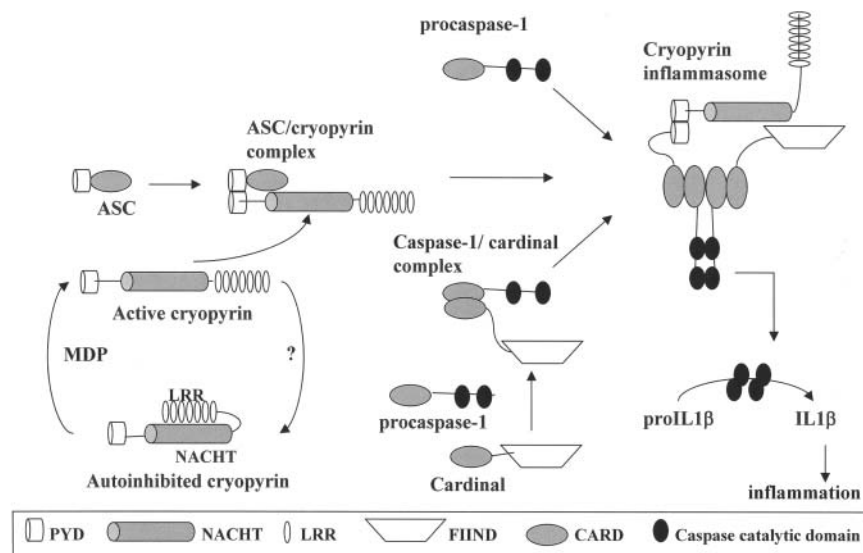 procaspase-1
Cryopyrin
inflammasome
ASC/cryopyrin
complex
ASC
Caspase-1/ cardinal
complex
Active cryopyrin
MDP
?
LRR
NACHT
Autoinhibited cryopyrin
procaspase-1
Cardinal
proIL1β
IL1β
inflammation
PYD
NACHT
LRR
FIIND
CARD
Caspase catalytic domain